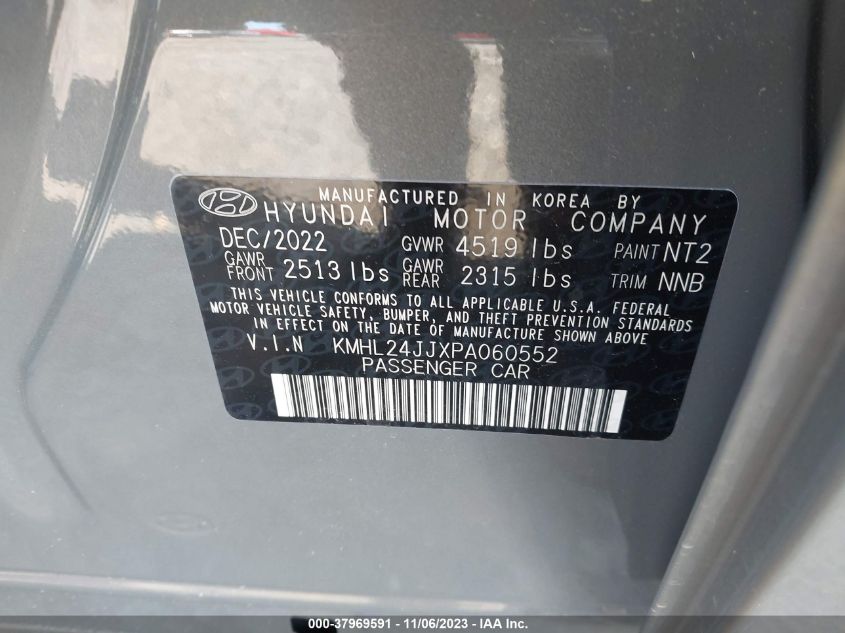 MANUFACTURED IN KOREA BY
HYUNDAI MOTOR COMPANY
DEC/2022 GVWR 4519 lbs PAINT NT2
GAWR FRONT 2513 lbs GAWR REAR 2315 lbs TRIM NNB
THIS VEHICLE CONFORMS TO ALL APPLICABLE U.S.A. FEDERAL
MOTOR VEHICLE SAFETY, BUMPER, AND THEFT PREVENTION STANDARDS
IN EFFECT ON THE DATE OF MANUFACTURE SHOWN ABOVE
V.I.N KMHL24JJXPA060552
PASSENGER CAR
000-37969591 - 11/06/2023 - IAA Inc.